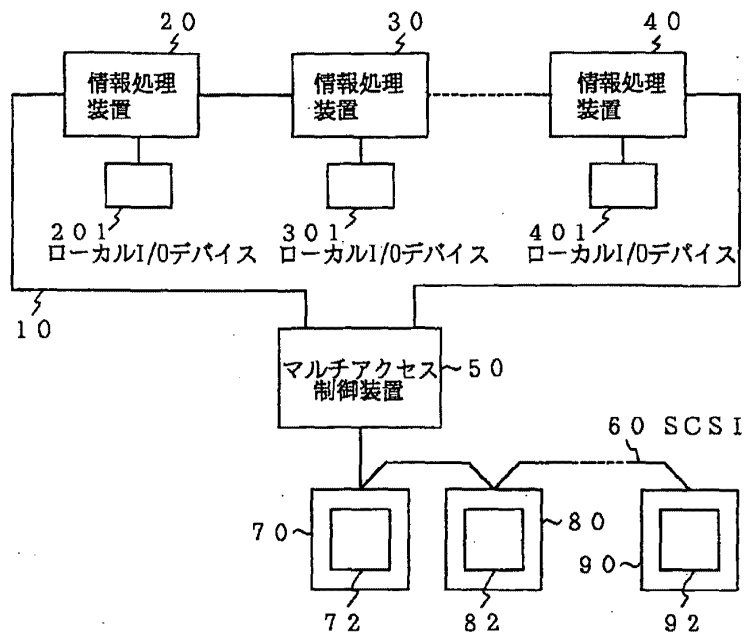 20
30
40
情報処理
装置
情報処理
装置
情報処理
装置
201
ローカルI/Oデバイス
301
ローカルI/Oデバイス
401
ローカルI/Oデバイス
10
マルチアクセス
制御装置
50
60 SCSI
70
80
90
72
82
92